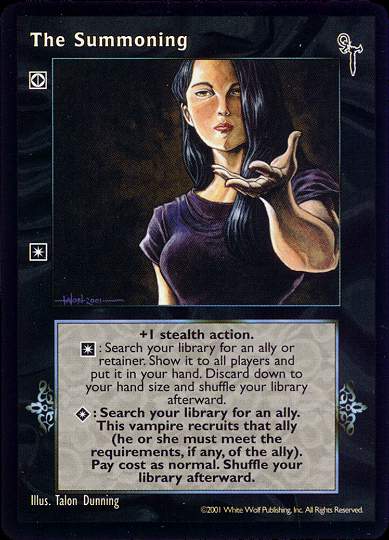 The Summoning
TALON 2001
+1 stealth action.
: Search your library for an ally or
retainer. Show it to all players and
put it in your hand. Discard down to
your hand size and shuffle your library
afterward.
: Search your library for an ally.
This vampire recruits that ally
(he or she must meet the
requirements, if any, of the ally).
Pay cost as normal. Shuffle your
library afterward.
Illus. Talon Dunning
©2001 White Wolf Publishing, Inc. All Rights Reserved.